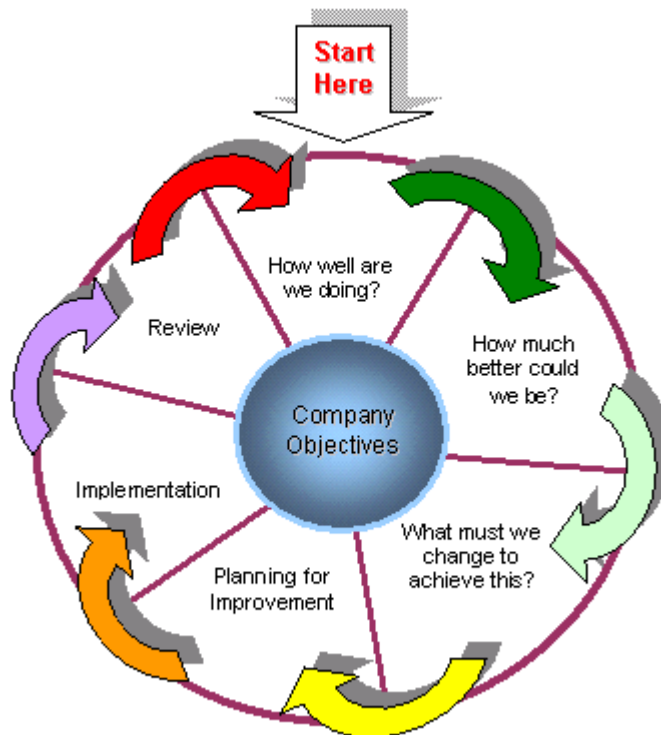 Start
Here
How well are
we doing?
How much
better could
we be?
What must we
change to
achieve this?
Planning for
Improvement
Implementation
Review
Company
Objectives